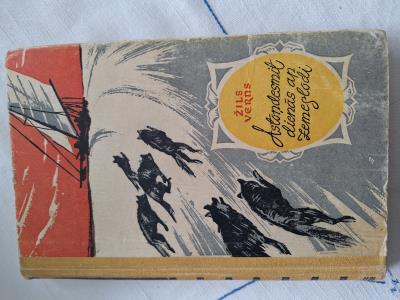 ŽILS
VERNS
Astoņdesmit
dienās ap
zemeslodi